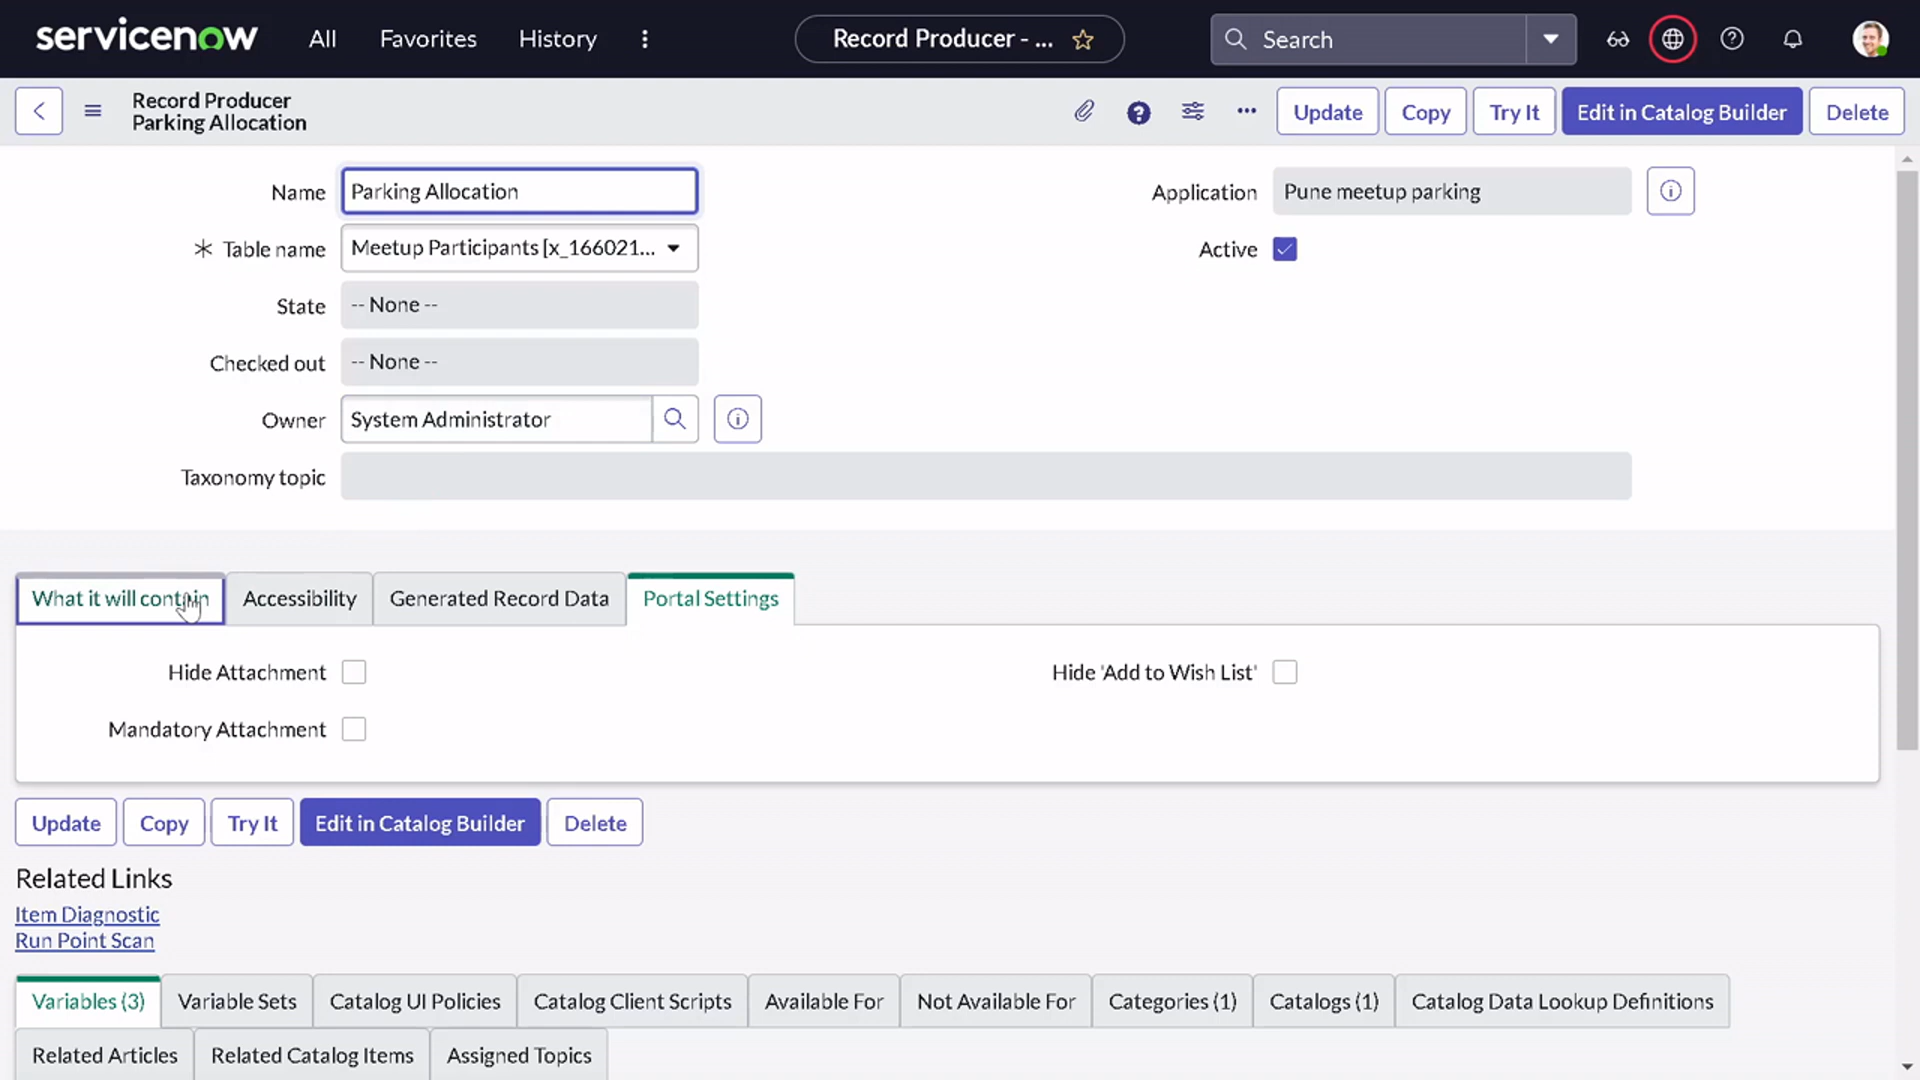 servicenow All Favorites History Record Producer - ... Search
Record Producer
Parking Allocation
Update Copy Try It Edit in Catalog Builder Delete
Name Parking Allocation Application Pune meetup parking
Table name Meetup Participants [x_166021... Active
State -- None --
Checked out -- None --
Owner System Administrator
Taxonomy topic
What it will contain Accessibility Generated Record Data Portal Settings
Hide Attachment Hide 'Add to Wish List'
Mandatory Attachment
Update Copy Try It Edit in Catalog Builder Delete
Related Links
Item Diagnostic
Run Point Scan
Variables (3) Variable Sets Catalog UI Policies Catalog Client Scripts Available For Not Available For Categories (1) Catalogs (1) Catalog Data Lookup Definitions
Related Articles Related Catalog Items Assigned Topics